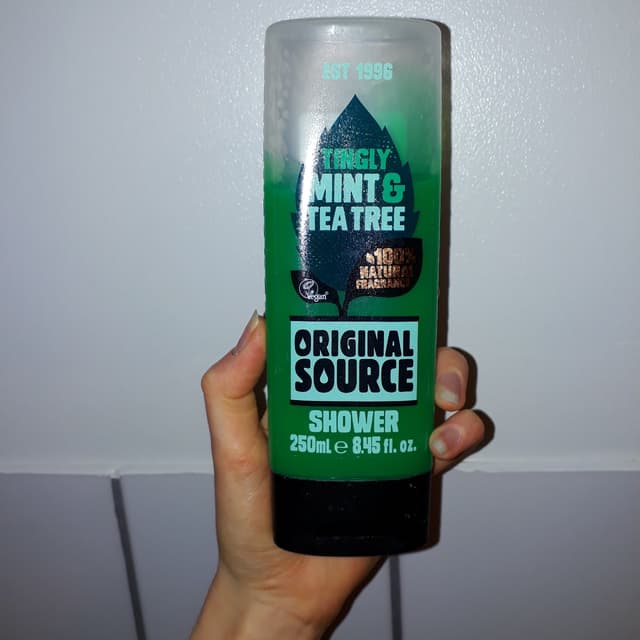 EST 1996
TINGLY
MINT &
TEA TREE
100%
NATURAL
FRAGRANCE
Vegan
ORIGINAL
SOURCE
SHOWER
250ml e 8.45 fl. oz.